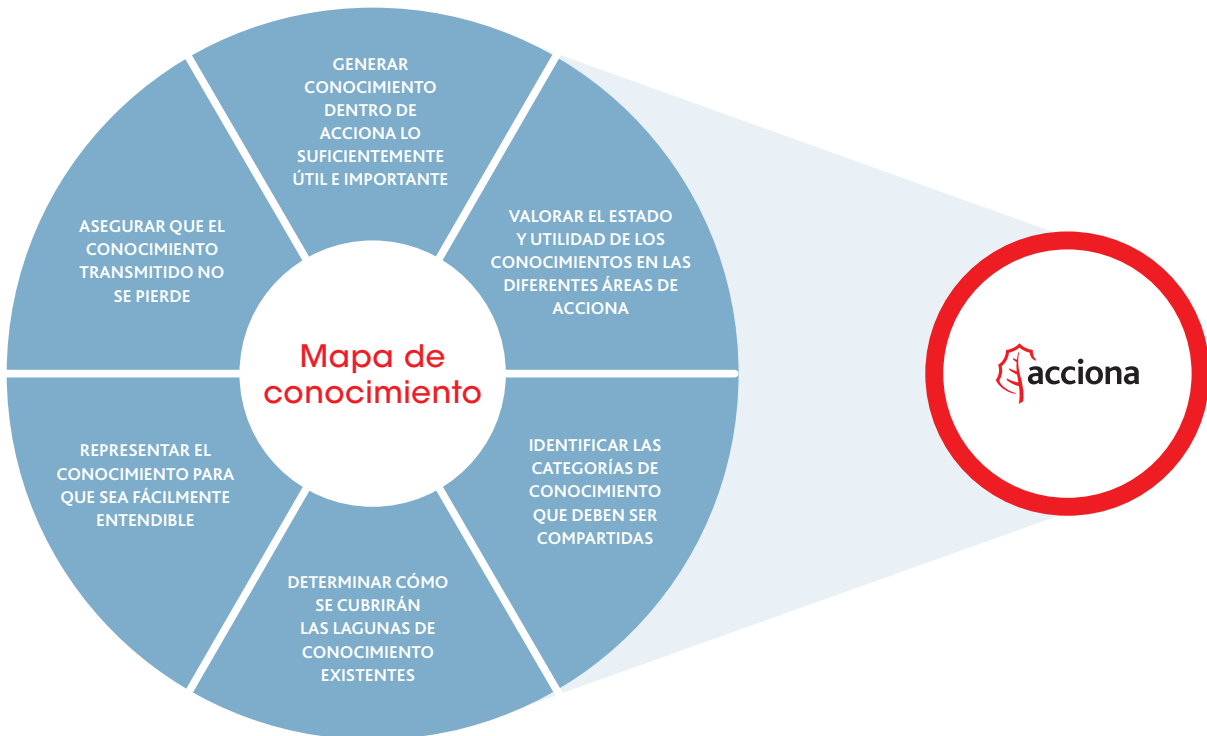 GENERAR
CONOCIMIENTO
DENTRO DE
ACCIONA LO
SUFICIENTEMENTE
ÚTIL E IMPORTANTE
VALORAR EL ESTADO
Y UTILIDAD DE LOS
CONOCIMIENTOS EN LAS
DIFERENTES ÁREAS DE
ACCIONA
IDENTIFICAR LAS
CATEGORÍAS DE
CONOCIMIENTO
QUE DEBEN SER
COMPARTIDAS
DETERMINAR CÓMO
SE CUBRIRÁN
LAS LAGUNAS DE
CONOCIMIENTO
EXISTENTES
REPRESENTAR EL
CONOCIMIENTO PARA
QUE SEA FÁCILMENTE
ENTENDIBLE
ASEGURAR QUE EL
CONOCIMIENTO
TRANSMITIDO NO
SE PIERDE
Mapa de
conocimiento
acciona